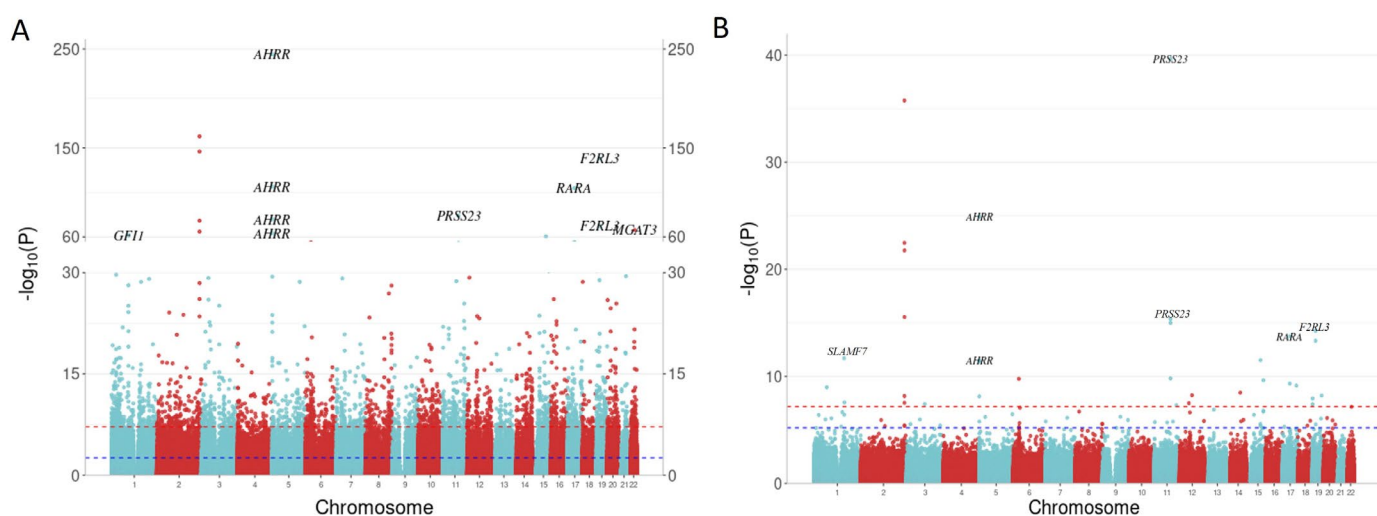 A
250
AHRR
250
150
F2RL3
150
AHRR
RARA
PRSS23
AHRR
F2RL3
60
GFI1
AHRR
MGAT3
60
30
30
15
15
0
0
-log10(P)
1 2 3 4 5 6 7 8 9 10 11 12 13 14 15 16 17 18 19 20 21 22
Chromosome
B
40
PRSS23
30
AHRR
20
PRSS23
F2RL3
RARA
SLAMF7
AHRR
10
0
-log10(P)
1 2 3 4 5 6 7 8 9 10 11 12 13 14 15 16 17 18 19 20 22
Chromosome